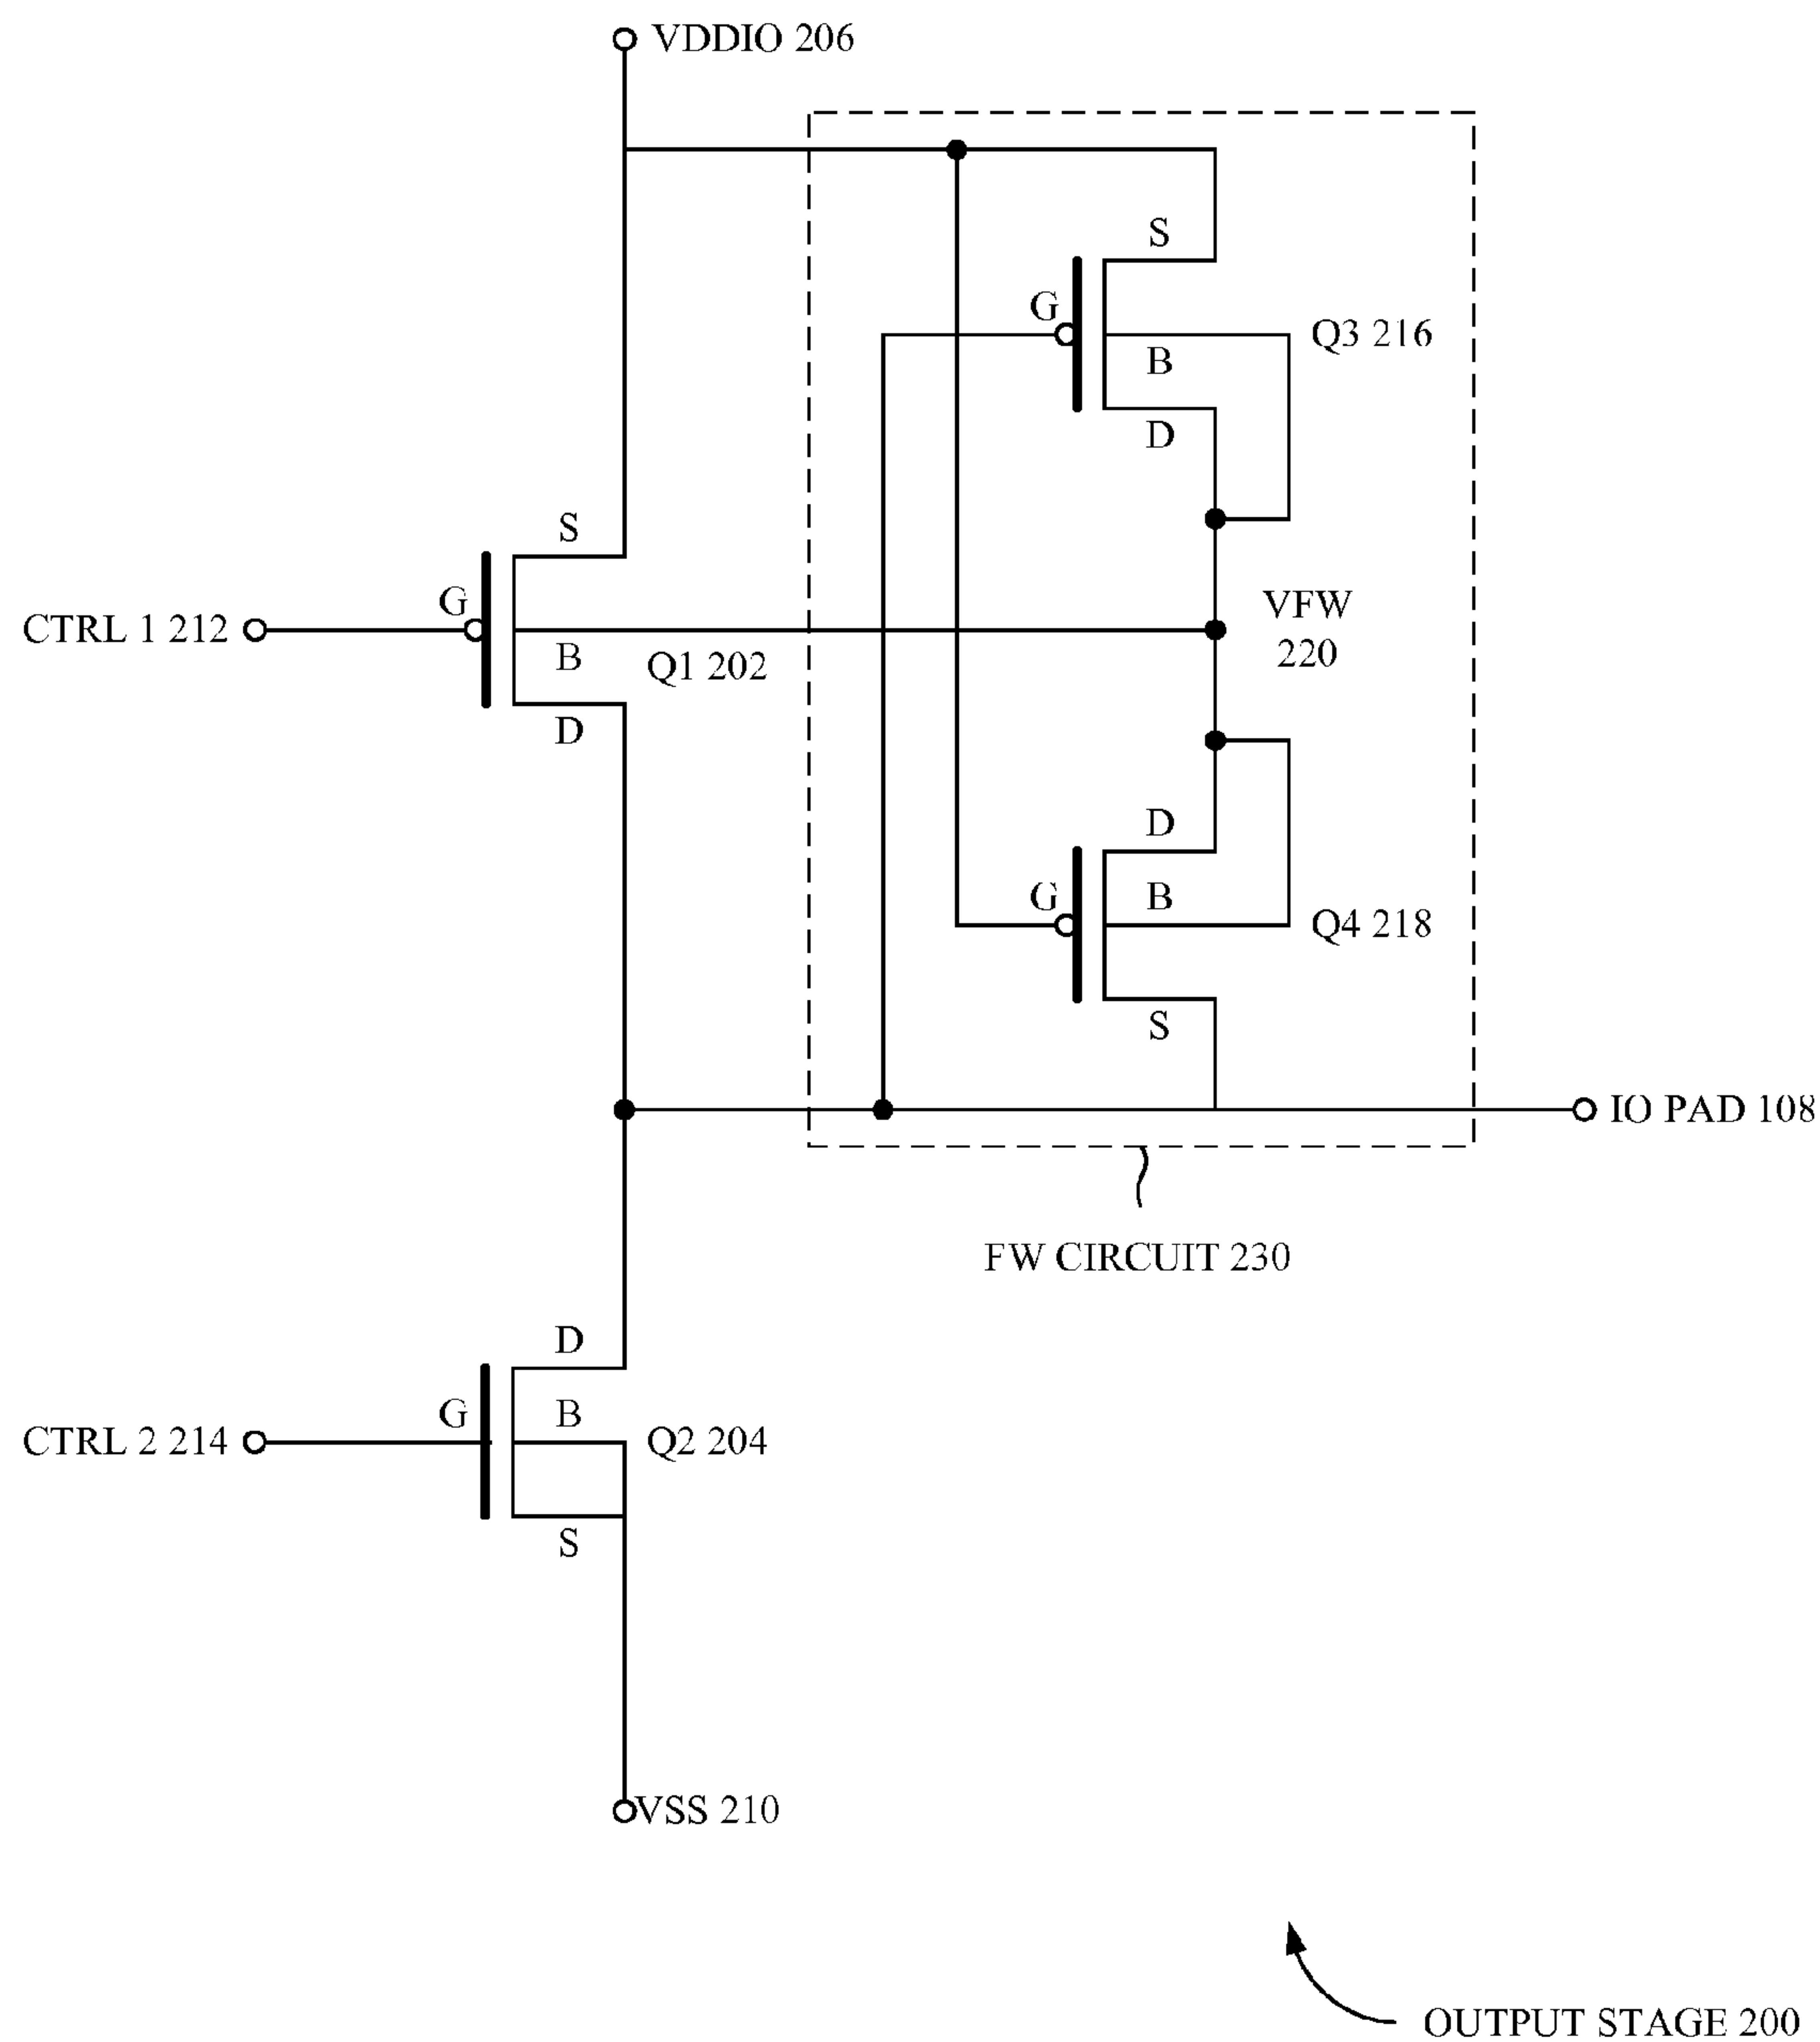 VDDIO 206
S
G
Q3 216
B
D
S
G
CTRL 1 212
B
Q1 202
D
VFW
220
D
G
B
Q4 218
S
IO PAD 108
FW CIRCUIT 230
D
G
B
CTRL 2 214
Q2 204
S
VSS 210
OUTPUT STAGE 200